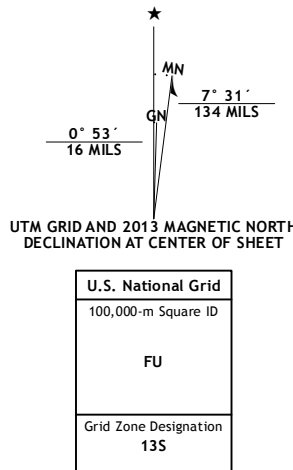 ★
MN
GN
7° 31´
134 MILS
0° 53´
16 MILS
UTM GRID AND 2013 MAGNETIC NORTH
DECLINATION AT CENTER OF SHEET
U.S. National Grid
100,000-m Square ID
FU
Grid Zone Designation
13S